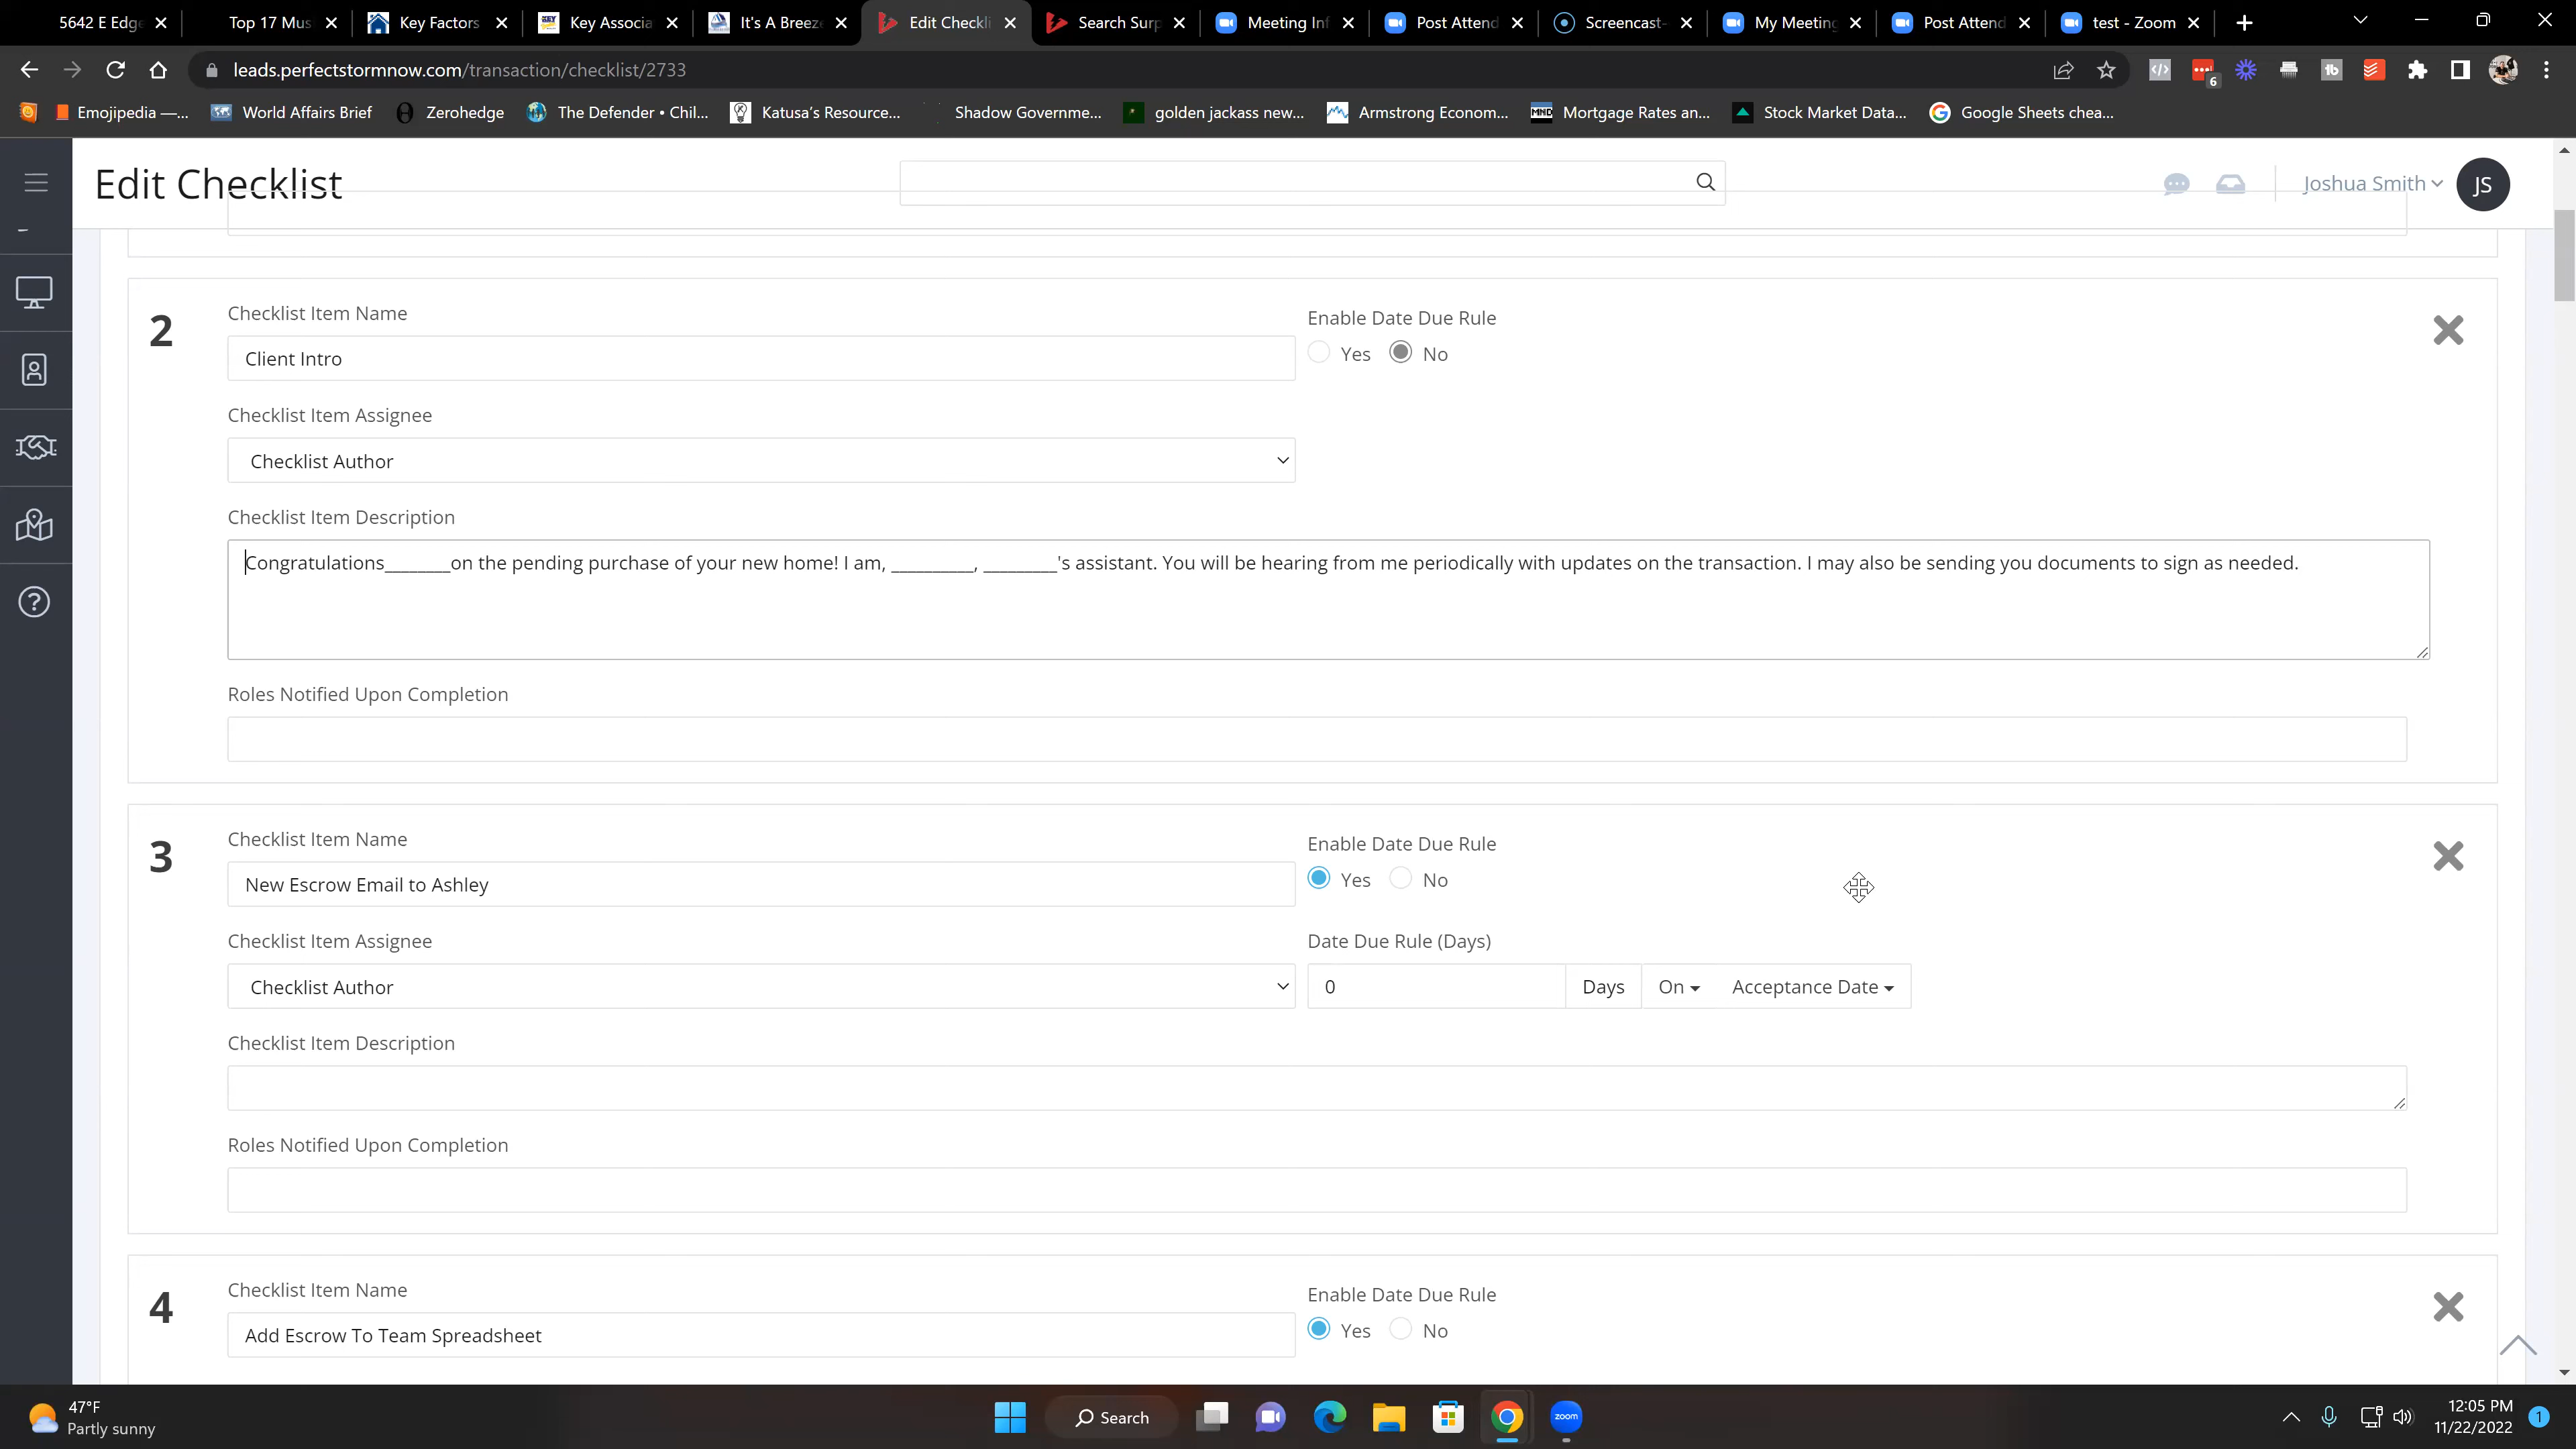 5642 E Edge
Top 17 Mus
Key Factors
Key Associa
It's A Breeze
Edit Checkli
Search Surp
Meeting Inf
Post Attend
Screencast-
My Meeting
Post Attend
test - Zoom
leads.perfectstormnow.com/transaction/checklist/2733
6
Emojipedia —...
World Affairs Brief
Zerohedge
The Defender • Chil...
Katusa's Resource...
Shadow Governme...
golden jackass new...
Armstrong Econom...
MND
Mortgage Rates an...
Stock Market Data...
Google Sheets chea...
Edit Checklist
Joshua Smith
JS
2
Checklist Item Name
Enable Date Due Rule
Client Intro
Yes
No
Checklist Item Assignee
Checklist Author
Checklist Item Description
Congratulations________on the pending purchase of your new home! I am, __________, _________'s assistant. You will be hearing from me periodically with updates on the transaction. I may also be sending you documents to sign as needed.
Roles Notified Upon Completion
3
Checklist Item Name
Enable Date Due Rule
New Escrow Email to Ashley
Yes
No
Checklist Item Assignee
Date Due Rule (Days)
Checklist Author
0
Days
On
Acceptance Date
Checklist Item Description
Roles Notified Upon Completion
4
Checklist Item Name
Enable Date Due Rule
Add Escrow To Team Spreadsheet
Yes
No
47°F
Partly sunny
Search
zoom
12:05 PM
11/22/2022
1